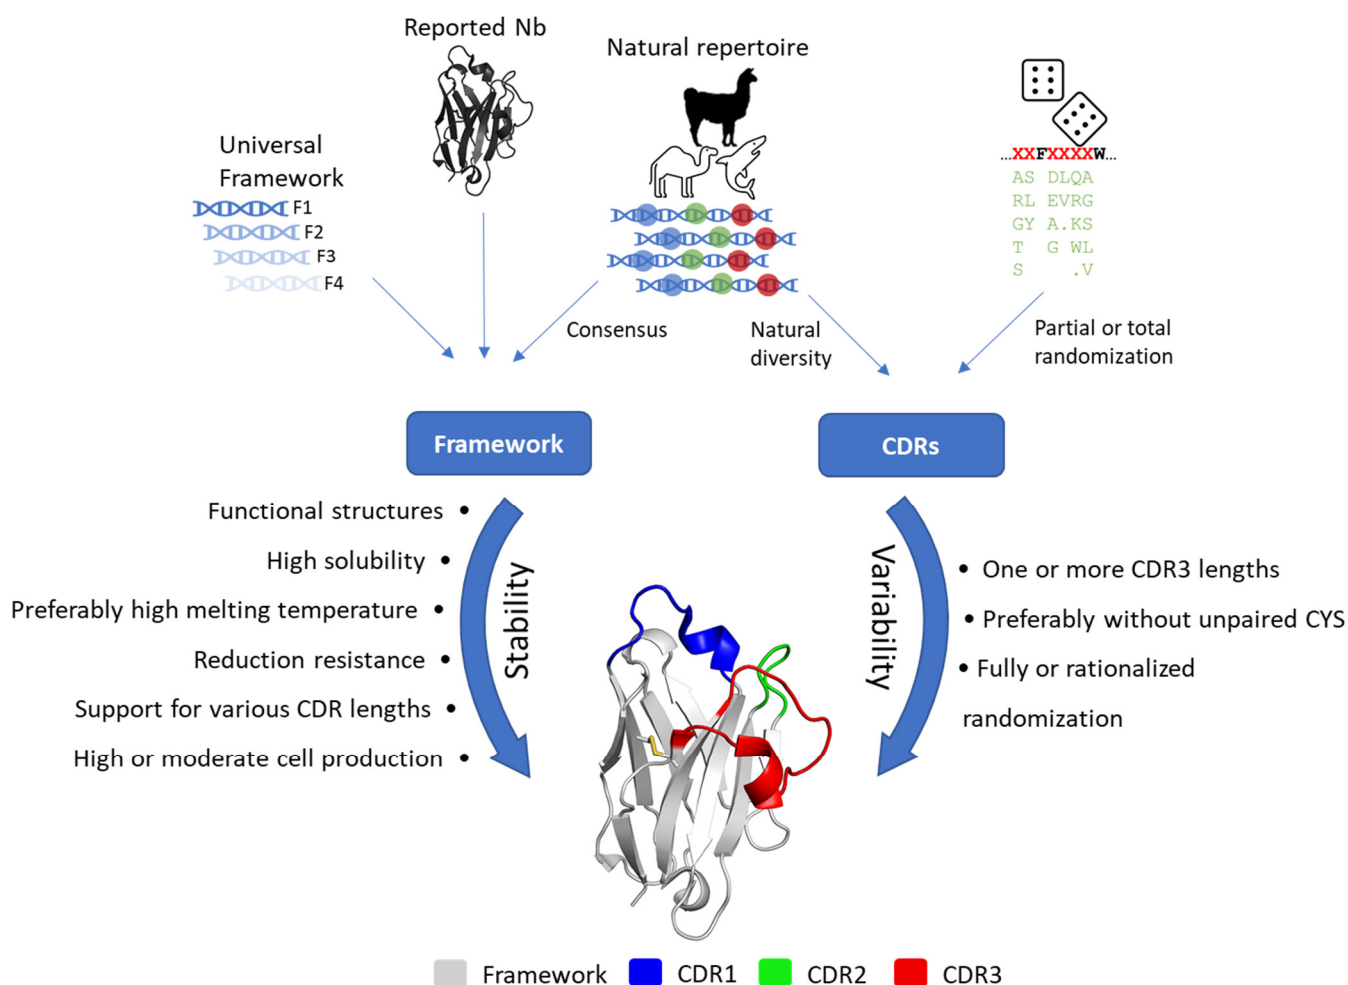 Reported Nb
Natural repertoire
Universal
Framework
F1
F2
F3
F4
...XXFXXXXW...
AS DLQA
RL EVRG
GY A.KS
T G WL
S .V
Consensus
Natural
diversity
Partial or total
randomization
Framework
CDRs
Functional structures •
High solubility •
Preferably high melting temperature •
Reduction resistance •
Support for various CDR lengths •
High or moderate cell production •
Stability
Variability
• One or more CDR3 lengths
• Preferably without unpaired CYS
• Fully or rationalized
randomization
Framework
CDR1
CDR2
CDR3